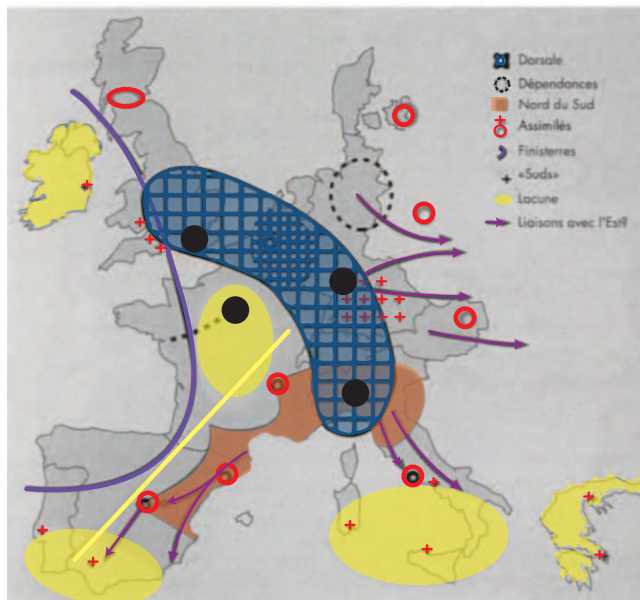 Dorsale
Dépendances
Nord du Sud
Assimilés
Finisterres
«Suds»
Lacune
Liaisons avec l'Est?